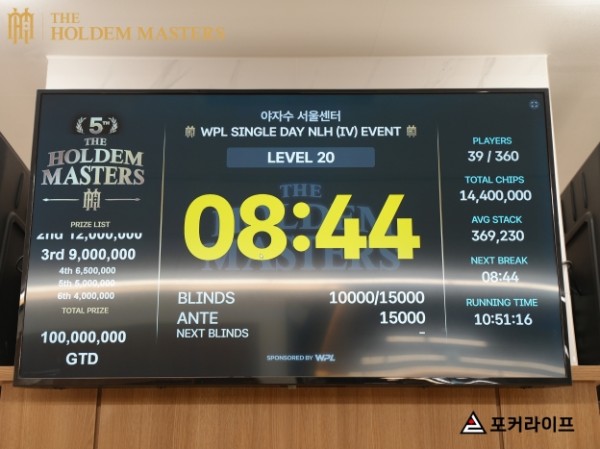 THE
HOLDEM MASTERS
5TH
THE
HOLDEM
MASTERS
PRIZE LIST
2nd 12,000,000
3rd 9,000,000
4th 6,500,000
5th 5,000,000
6th 4,000,000
TOTAL PRIZE
100,000,000
GTD
야자수 서울센터
WPL SINGLE DAY NLH (IV) EVENT
LEVEL 20
THE
HOLDEM
MASTERS
08:44
BLINDS 10000/15000
ANTE 15000
NEXT BLINDS -
SPONSORED BY WPL
PLAYERS
39 / 360
TOTAL CHIPS
14,400,000
AVG STACK
369,230
NEXT BREAK
08:44
RUNNING TIME
10:51:16
포커라이프